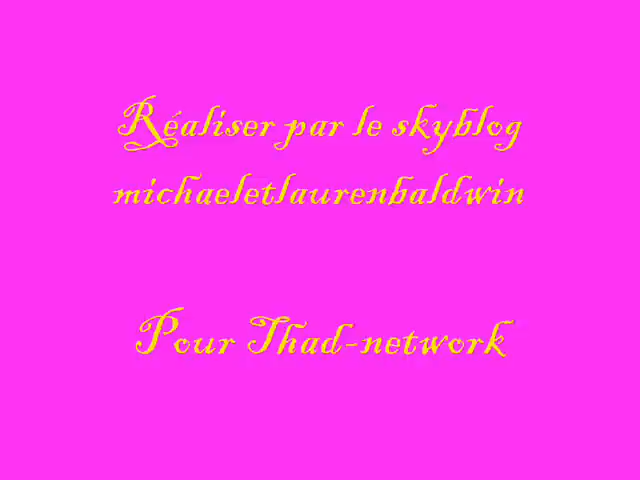 Réaliser par le skyblog
michaeletlaurenbaldwin
Pour Thad-network